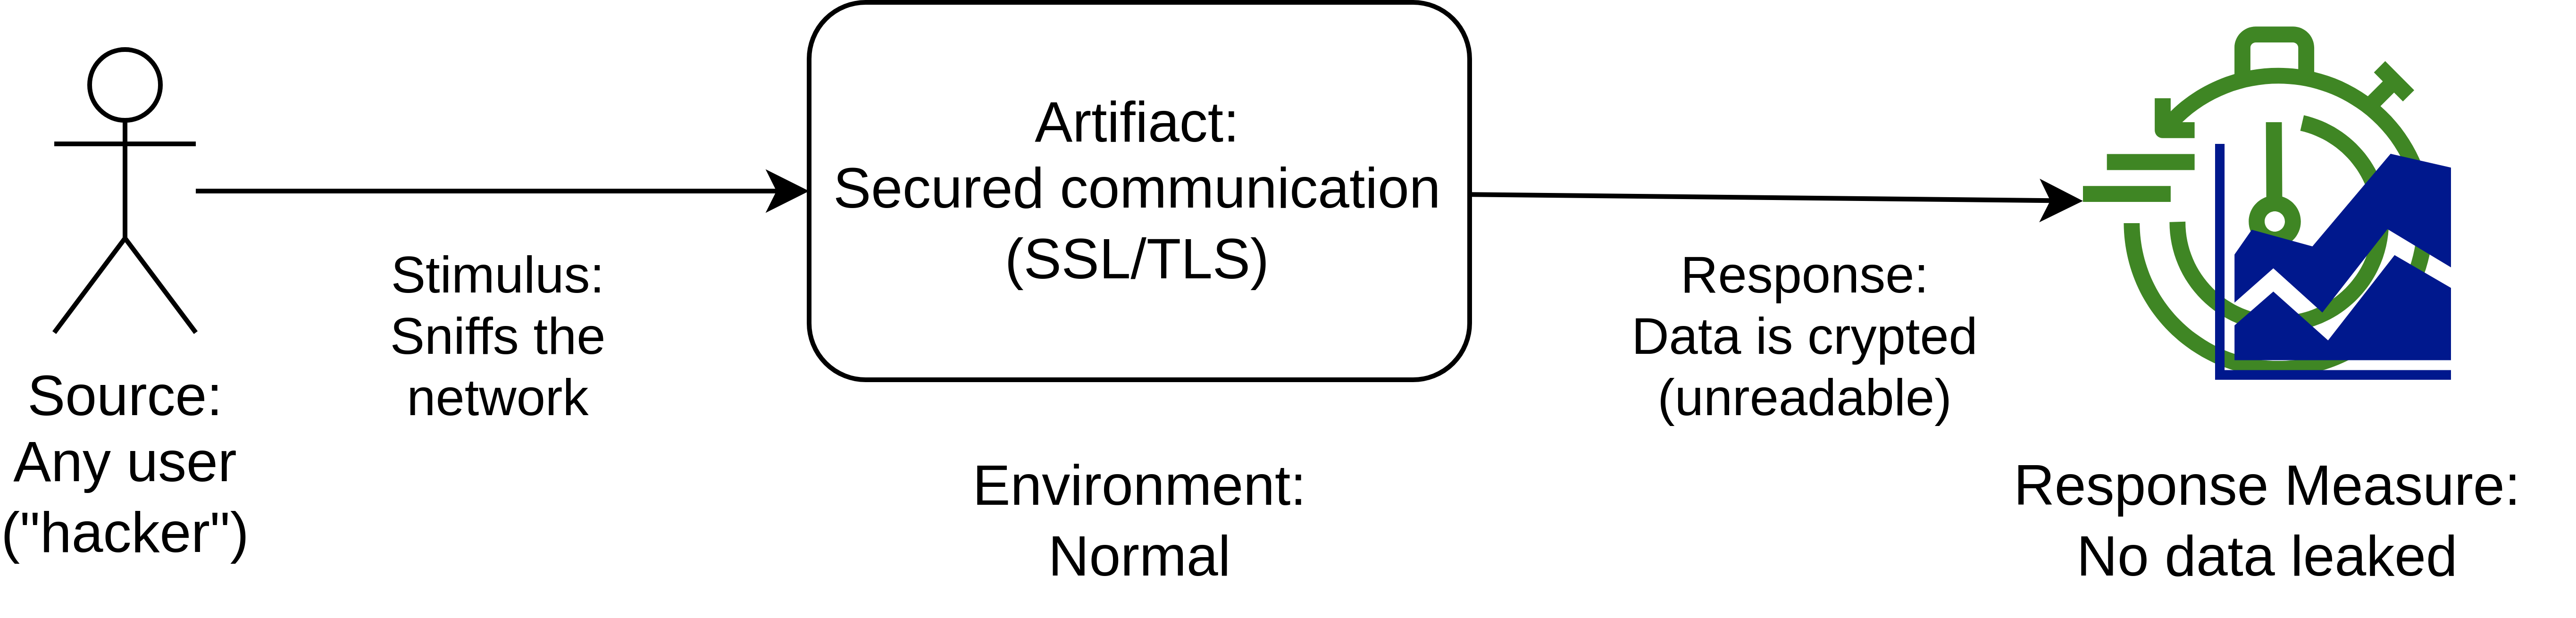 Source:
Any user
("hacker")
Stimulus:
Sniffs the
network
Artifiact:
Secured communication
(SSL/TLS)
Environment:
Normal
Response:
Data is crypted
(unreadable)
Response Measure:
No data leaked